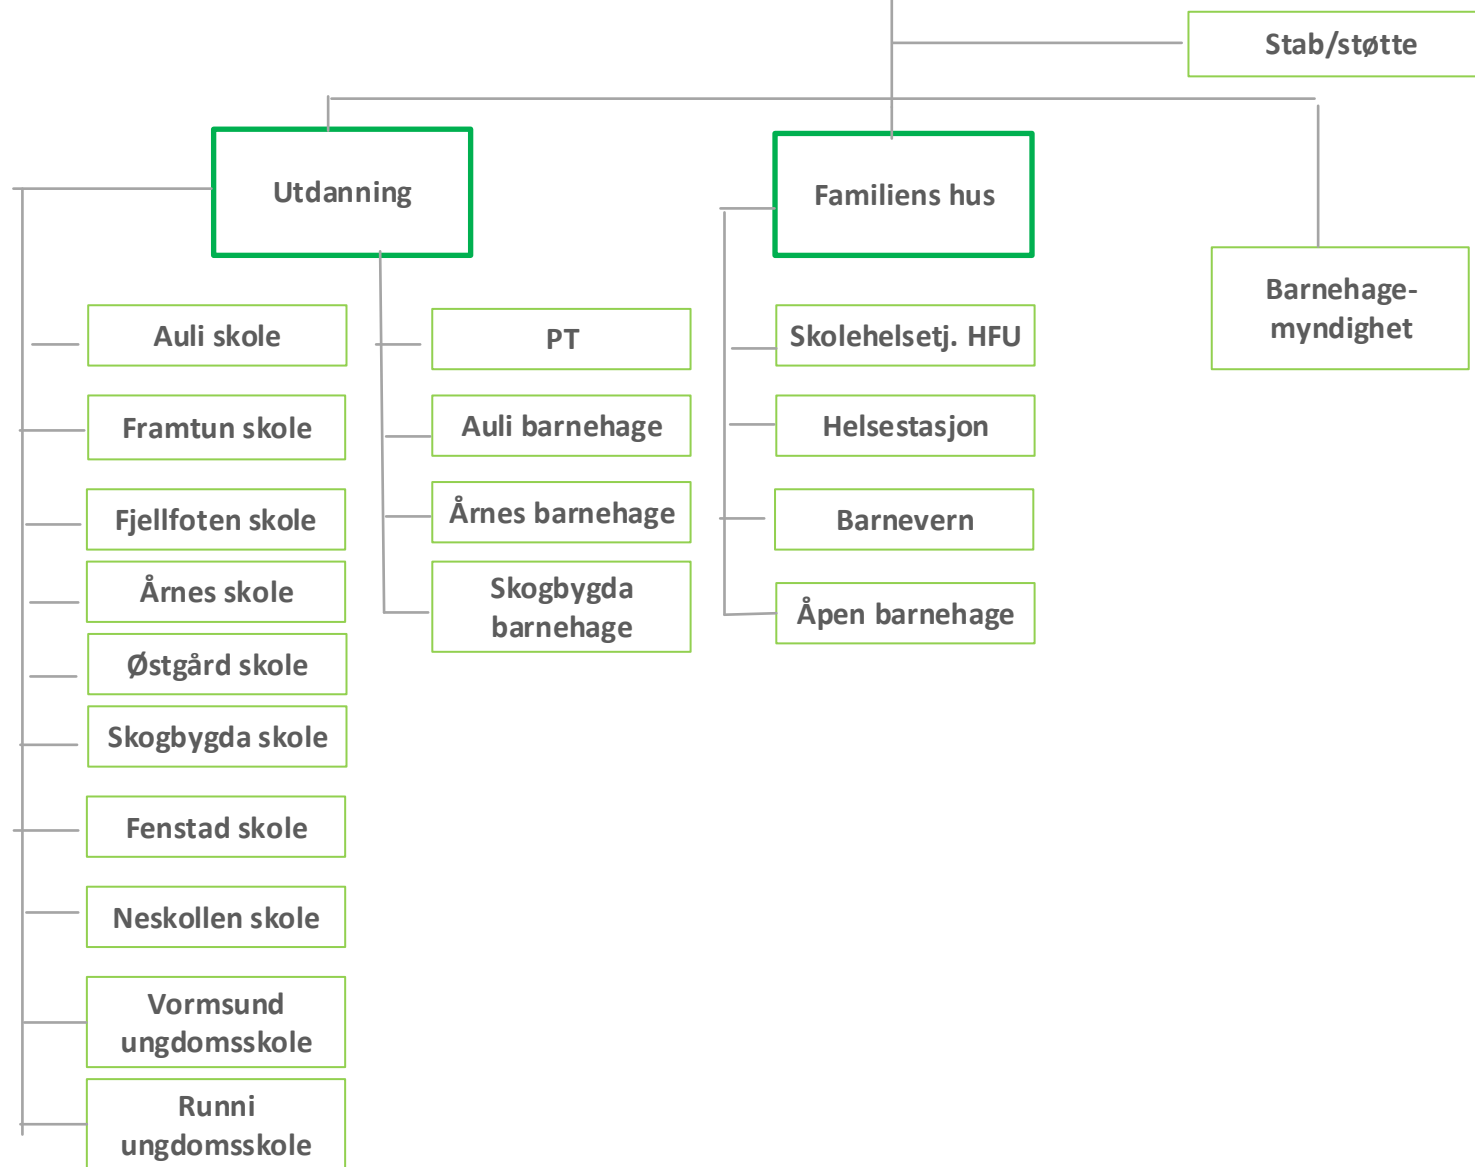 Stab/støtte
Utdanning
Familiens hus
Barnehage-
myndighet
Auli skole
Framtun skole
Fjellfoten skole
Årnes skole
Østgård skole
Skogbygda skole
Fenstad skole
Neskollen skole
Vormsund
ungdomsskole
Runni
ungdomsskole
PT
Auli barnehage
Årnes barnehage
Skogbygda
barnehage
Skolehelsetj. HFU
Helsestasjon
Barnevern
Åpen barnehage